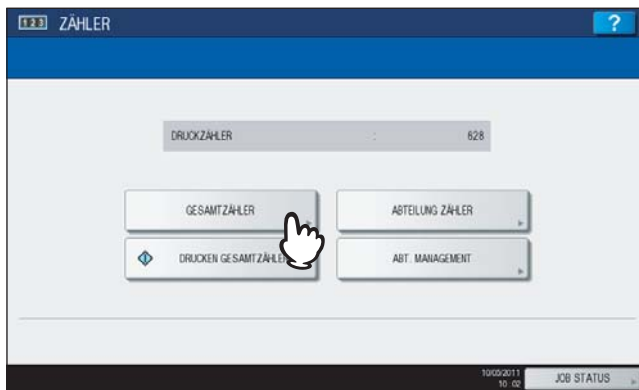 123 ZÄHLER ?
DRUCKZÄHLER : 628
GESAMTZÄHLER ABTEILUNG ZÄHLER
DRUCKEN GESAMTZÄHLER ABT. MANAGEMENT
10/03/2011
10:02 JOB STATUS